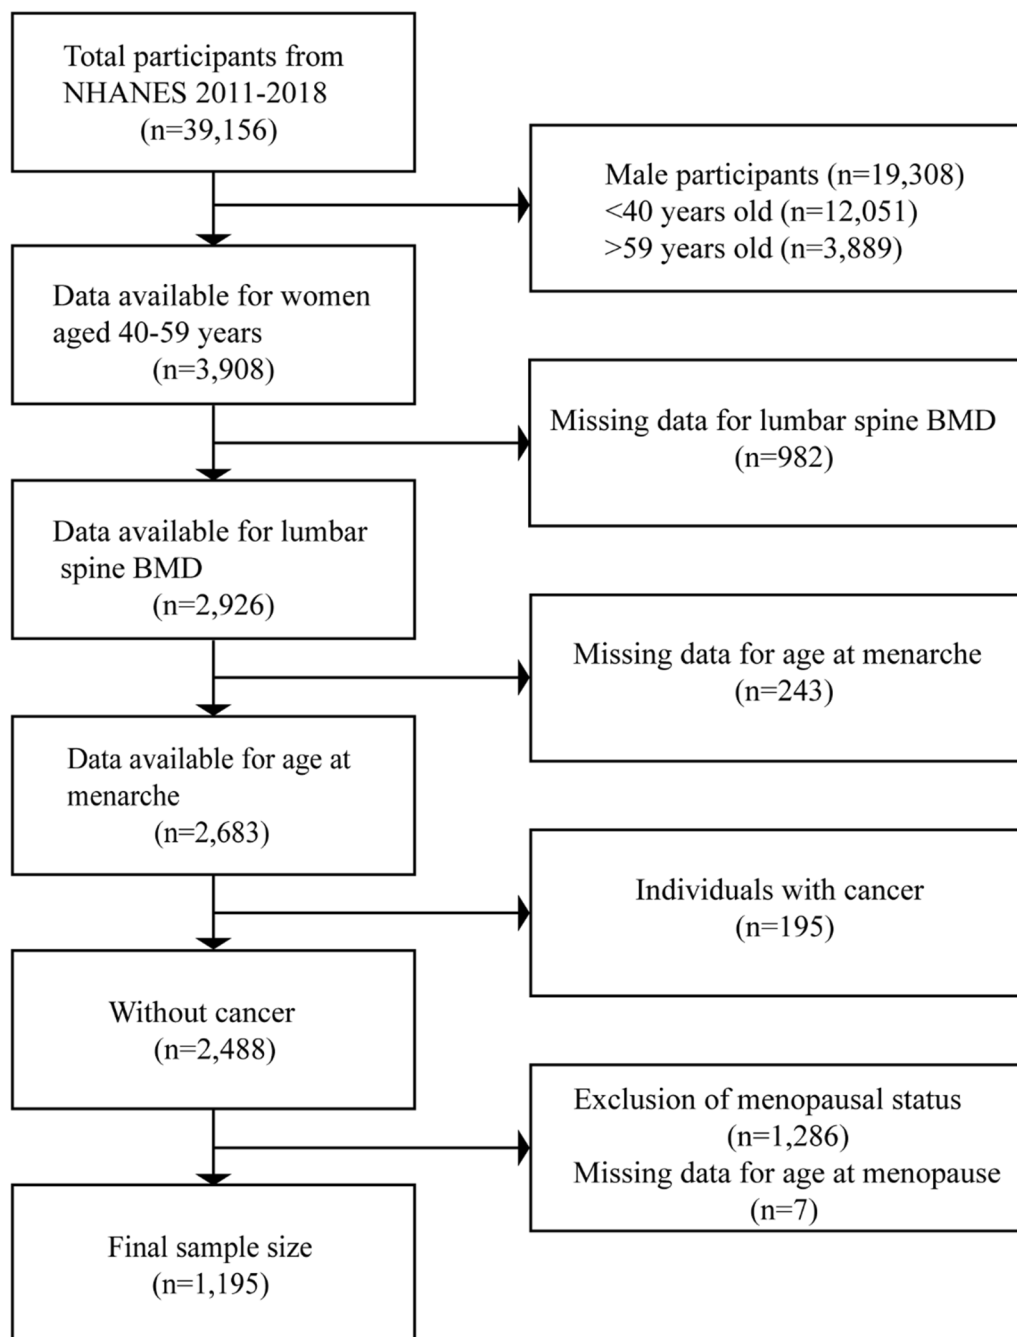 Total participants from
NHANES 2011-2018
(n=39,156)
Male participants (n=19,308)
<40 years old (n=12,051)
>59 years old (n=3,889)
Data available for women
aged 40-59 years
(n=3,908)
Missing data for lumbar spine BMD
(n=982)
Data available for lumbar
spine BMD
(n=2,926)
Missing data for age at menarche
(n=243)
Data available for age at
menarche
(n=2,683)
Individuals with cancer
(n=195)
Without cancer
(n=2,488)
Exclusion of menopausal status
(n=1,286)
Missing data for age at menopause
(n=7)
Final sample size
(n=1,195)